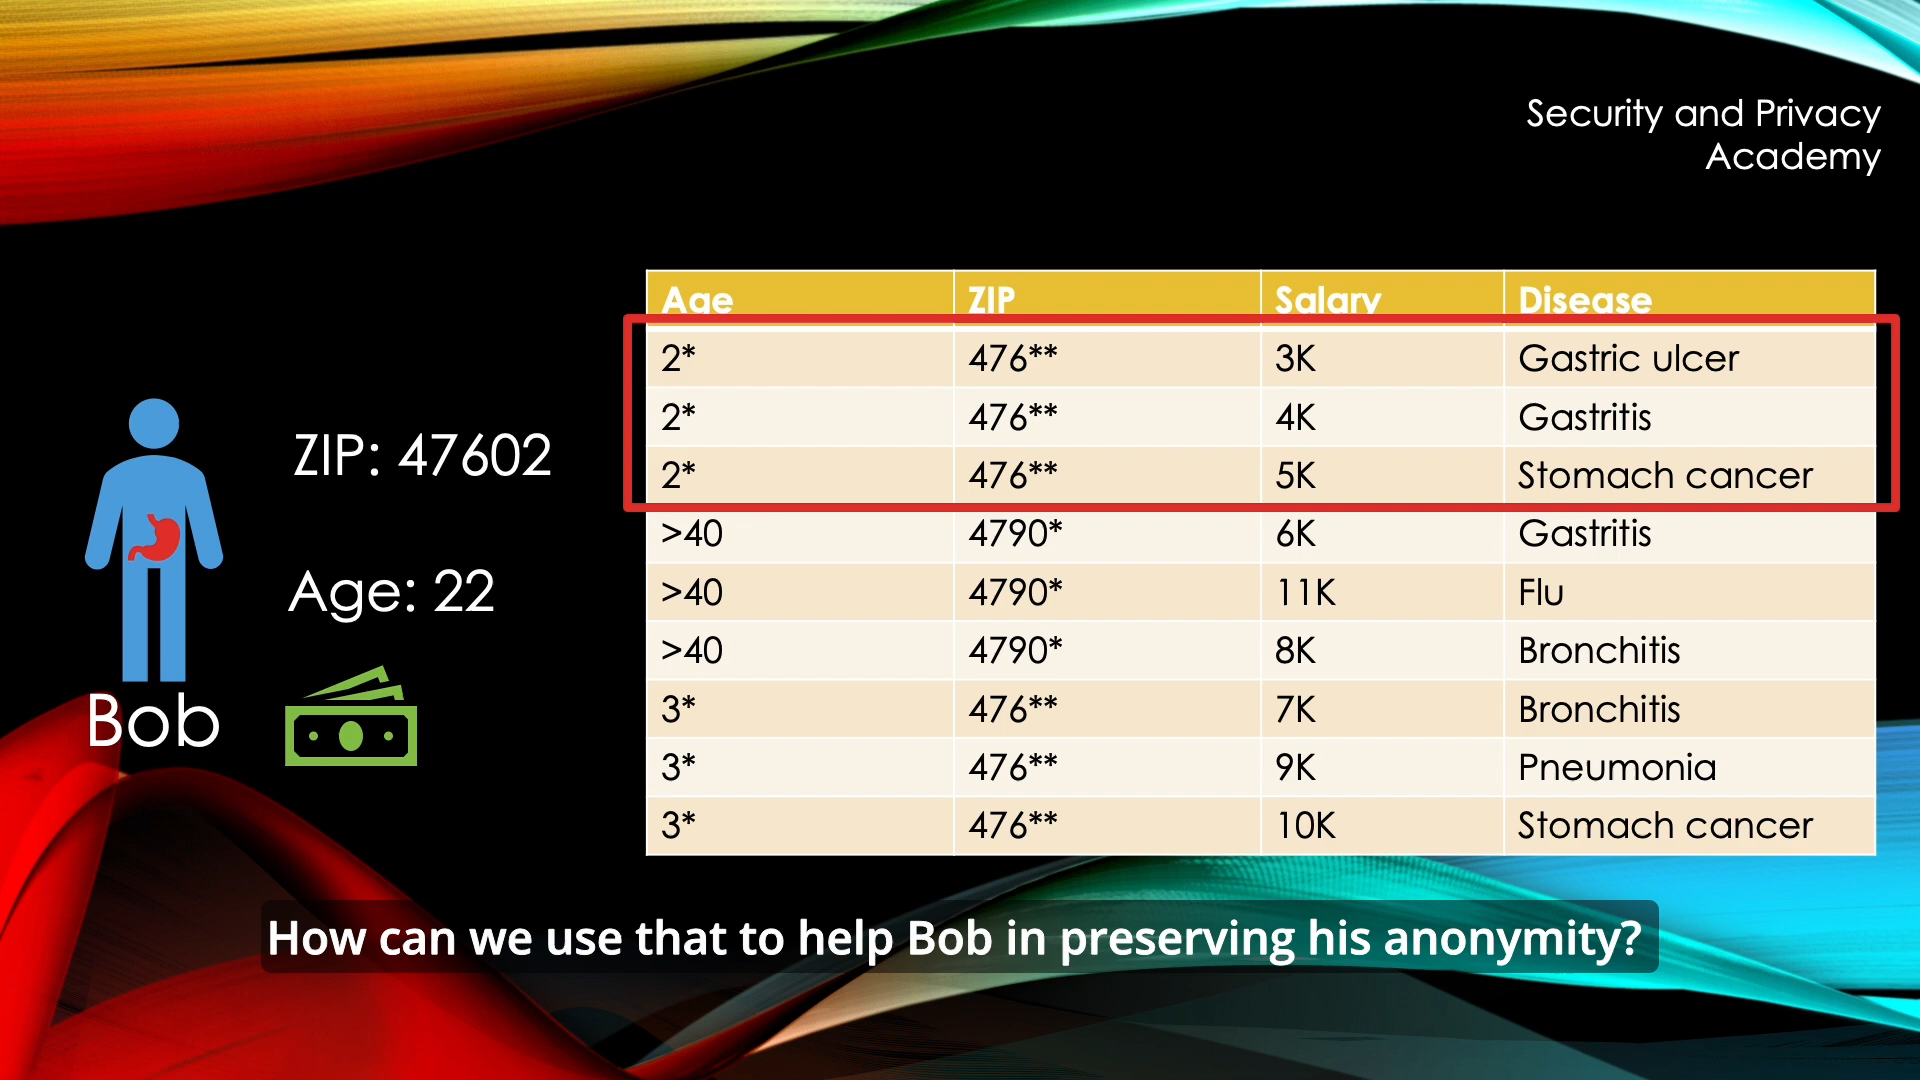 Security and Privacy
Academy
Age ZIP Salary Disease
2* 476** 3K Gastric ulcer
2* 476** 4K Gastritis
2* 476** 5K Stomach cancer
>40 4790* 6K Gastritis
>40 4790* 11K Flu
>40 4790* 8K Bronchitis
3* 476** 7K Bronchitis
3* 476** 9K Pneumonia
3* 476** 10K Stomach cancer
ZIP: 47602
Age: 22
Bob
How can we use that to help Bob in preserving his anonymity?